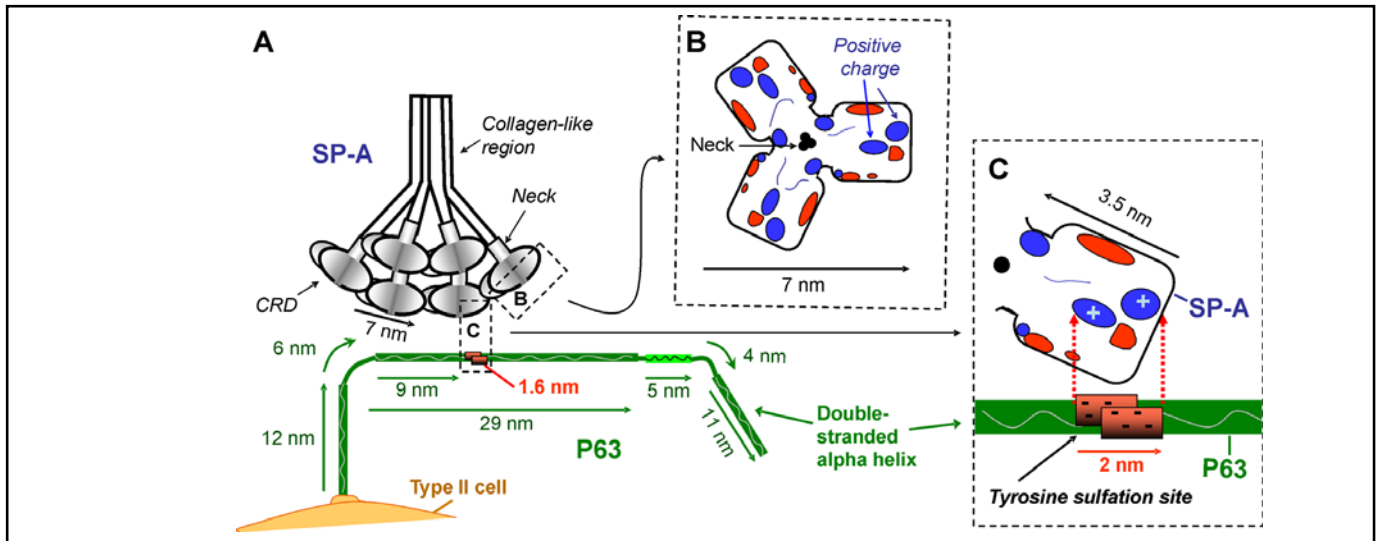 A
SP-A
Collagen-like
region
Neck
CRD
7 nm
B
C
6 nm
9 nm
1.6 nm
29 nm
12 nm
P63
5 nm
4 nm
11 nm
Double-
stranded
alpha helix
Type II cell
B
Positive
charge
Neck
7 nm
C
3.5 nm
+
+
SP-A
2 nm
P63
Tyrosine sulfation site